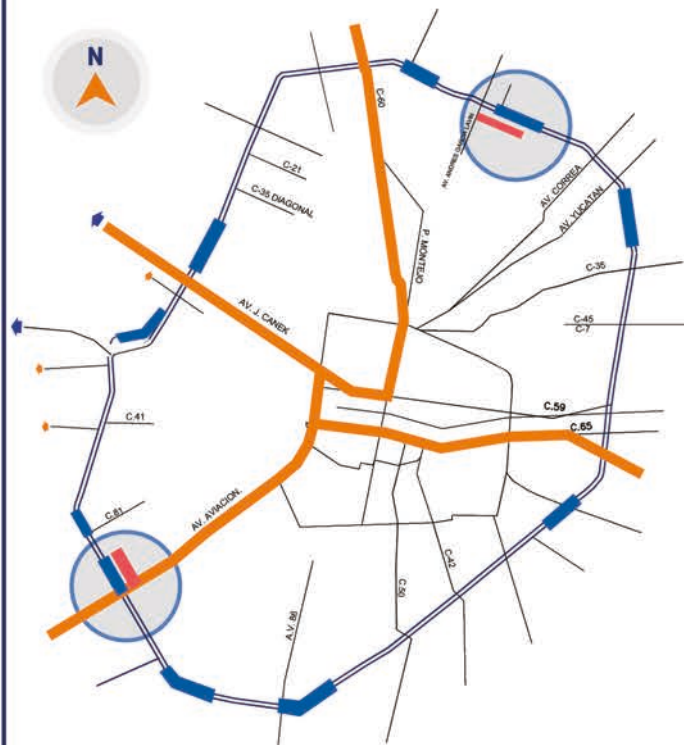 N
C-60
AV. ANDRES GARCIA LAVIN
C-21
C-35 DIAGONAL
AV. CORREA
AV. YUCATAN
P. MONTEJO
C-35
AV. J. CANEK
C-45
C-7
C.59
C.65
C.41
C.81
AV. AVIACION.
C-42
C.50
A.V. 86